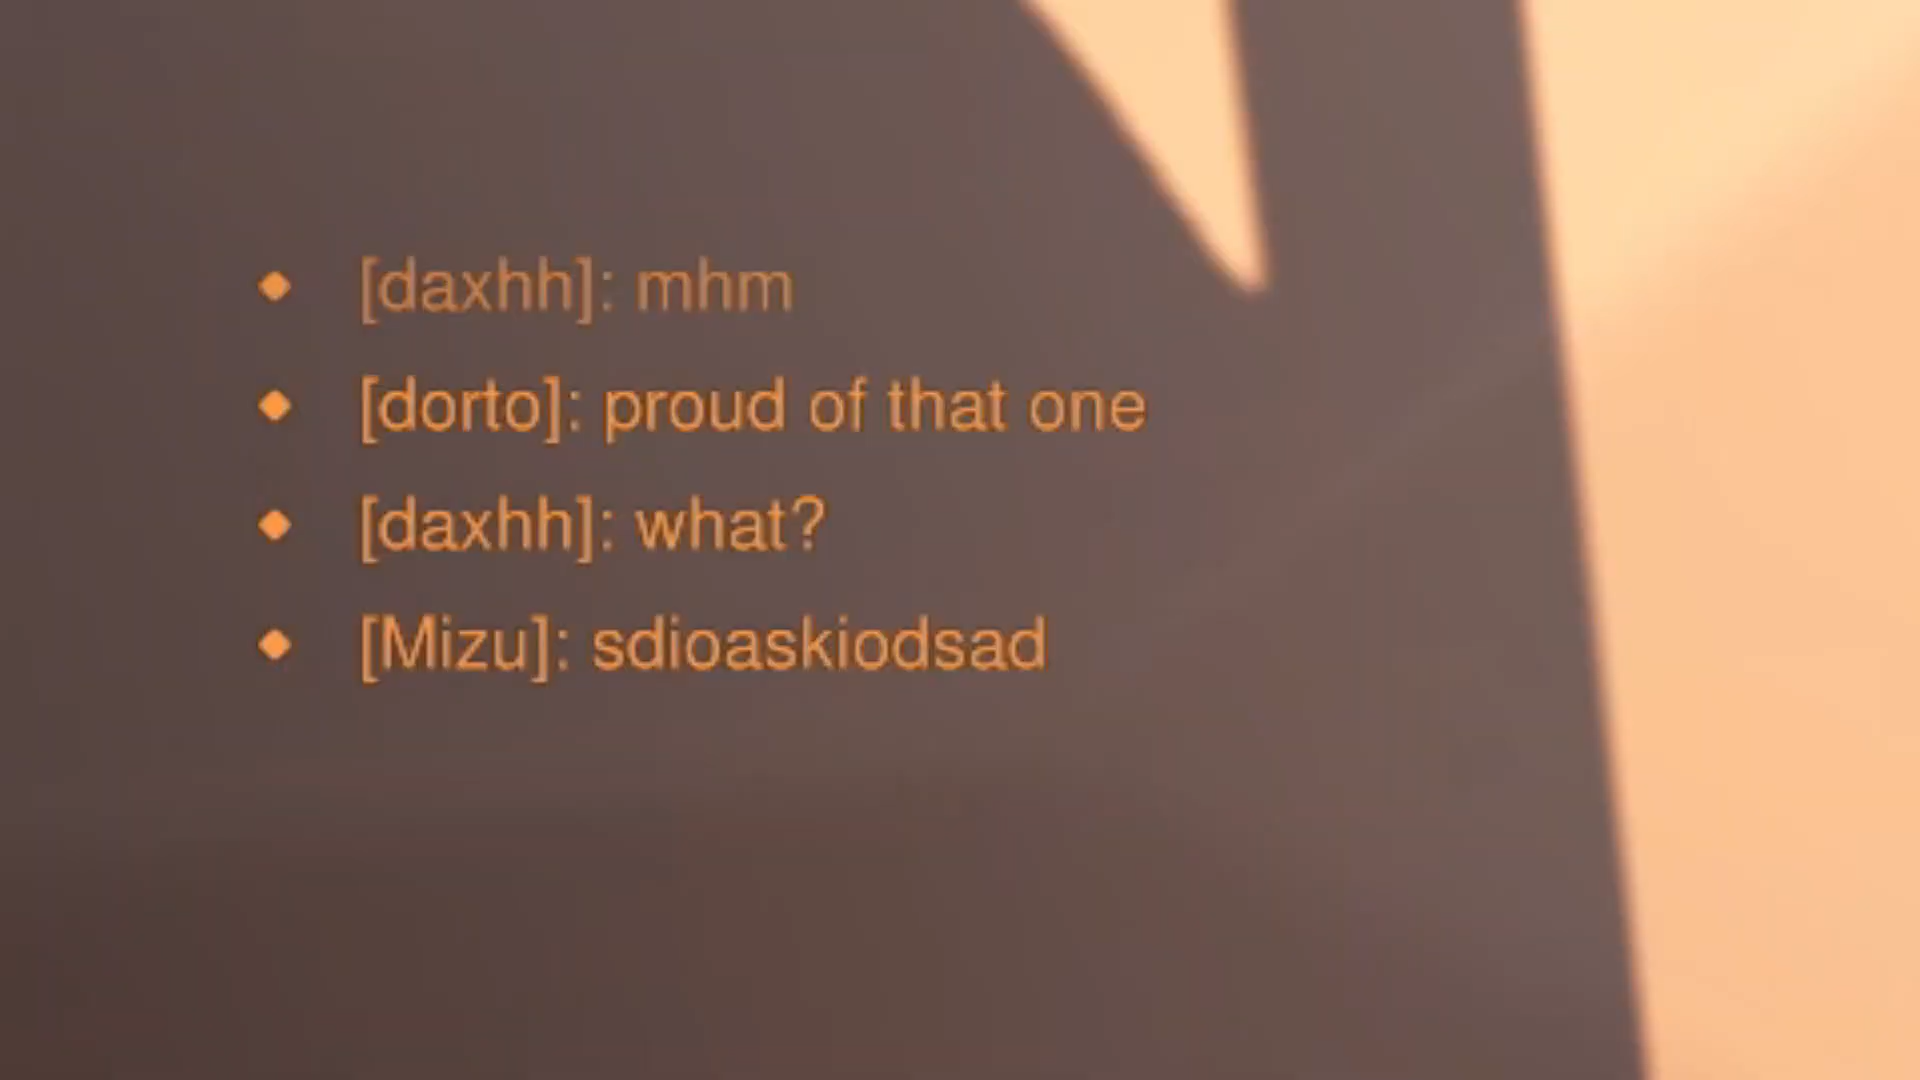 [daxhh]: mhm
[dorto]: proud of that one
[daxhh]: what?
[Mizu]: sdioaskiodsad